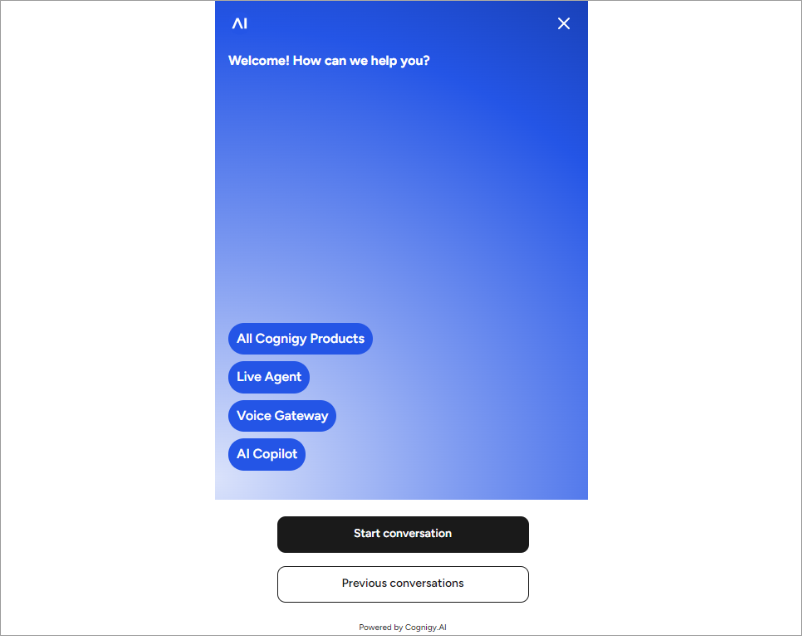 AI
Welcome! How can we help you?
All Cognigy Products
Live Agent
Voice Gateway
AI Copilot
Start conversation
Previous conversations
Powered by Cognigy.AI